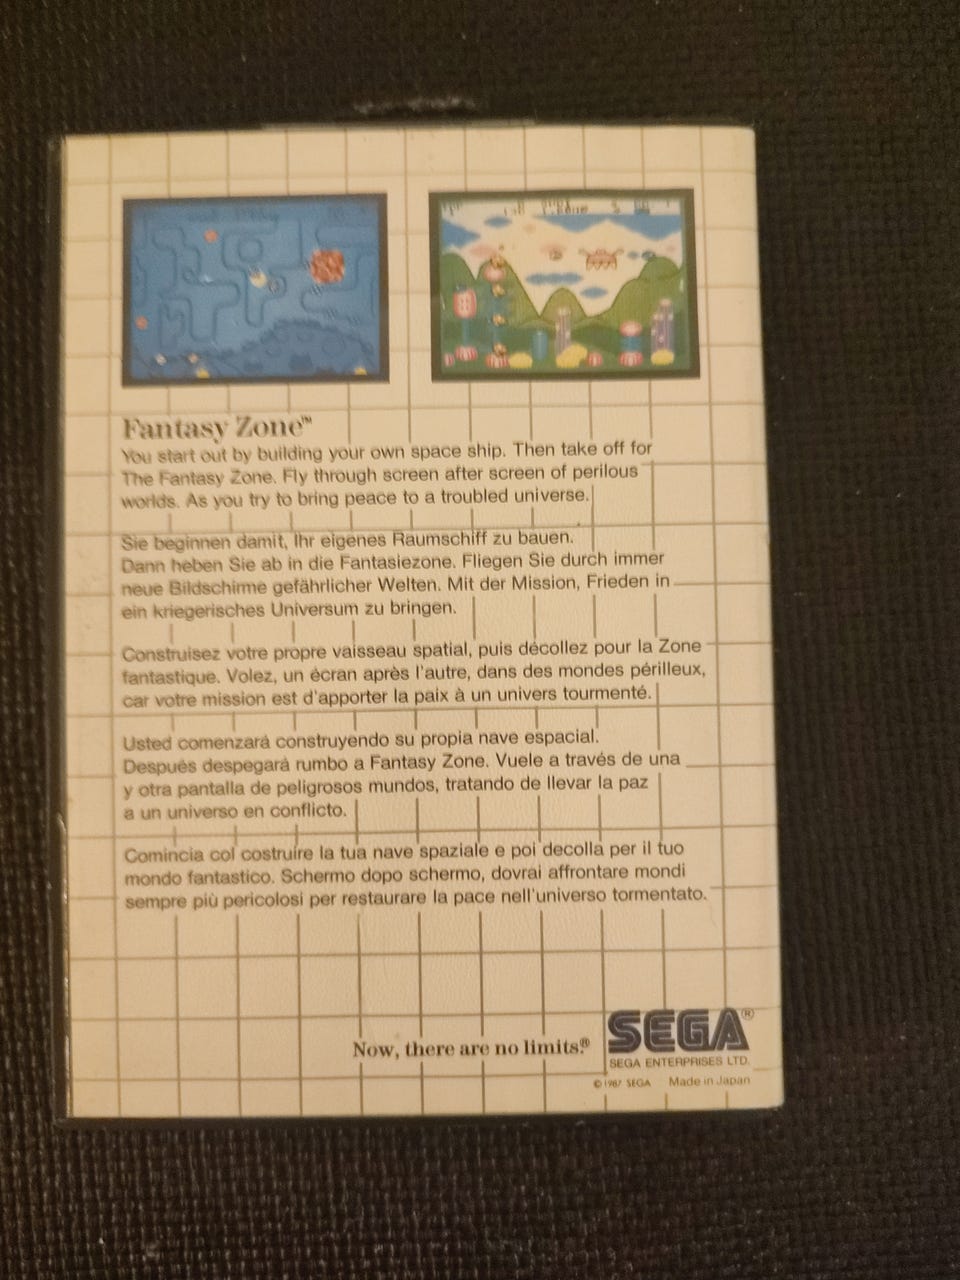 Fantasy Zone™
You start out by building your own space ship. Then take off for
The Fantasy Zone. Fly through screen after screen of perilous
worlds. As you try to bring peace to a troubled universe.
Sie beginnen damit, Ihr eigenes Raumschiff zu bauen.
Dann heben Sie ab in die Fantasiezone. Fliegen Sie durch immer
neue Bildschirme gefährlicher Welten. Mit der Mission, Frieden in
ein kriegerisches Universum zu bringen.
Construisez votre propre vaisseau spatial, puis décollez pour la Zone
fantastique. Volez, un écran après l'autre, dans des mondes périlleux,
car votre mission est d'apporter la paix à un univers tourmenté.
Usted comenzará construyendo su propia nave espacial.
Después despegará rumbo a Fantasy Zone. Vuele a través de una
y otra pantalla de peligrosos mundos, tratando de llevar la paz
a un universo en conflicto.
Comincia col costruire la tua nave spaziale e poi decolla per il tuo
mondo fantastico. Schermo dopo schermo, dovrai affrontare mondi
sempre più pericolosi per restaurare la pace nell'universo tormentato.
Now, there are no limits.®
SEGA®
SEGA ENTERPRISES LTD.
© 1987 SEGA Made in Japan